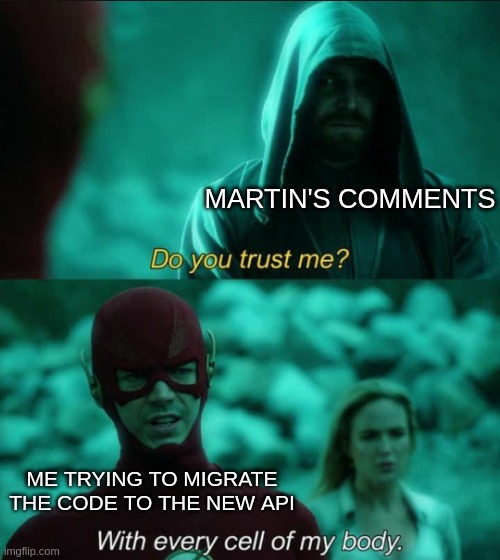 MARTIN'S COMMENTS
Do you trust me?
ME TRYING TO MIGRATE
THE CODE TO THE NEW API
With every cell of my body.
imgflip.com